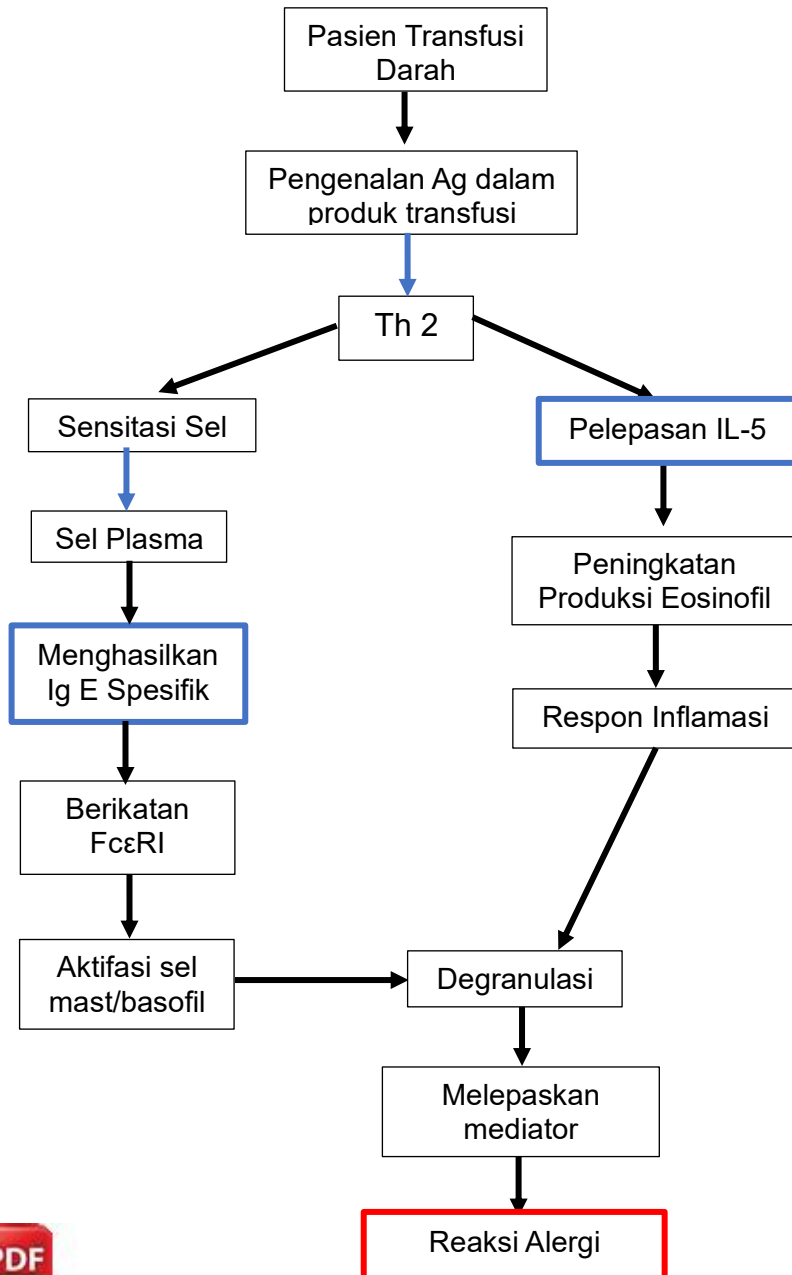 Pasien Transfusi
Darah
Pengenalan Ag dalam
produk transfusi
Th 2
Sensitasi Sel
Pelepasan IL-5
Sel Plasma
Peningkatan
Produksi Eosinofil
Menghasilkan
Ig E Spesifik
Respon Inflamasi
Berikatan
FcεRI
Aktifasi sel
mast/basofil
Degranulasi
Melepaskan
mediator
Reaksi Alergi
PDF